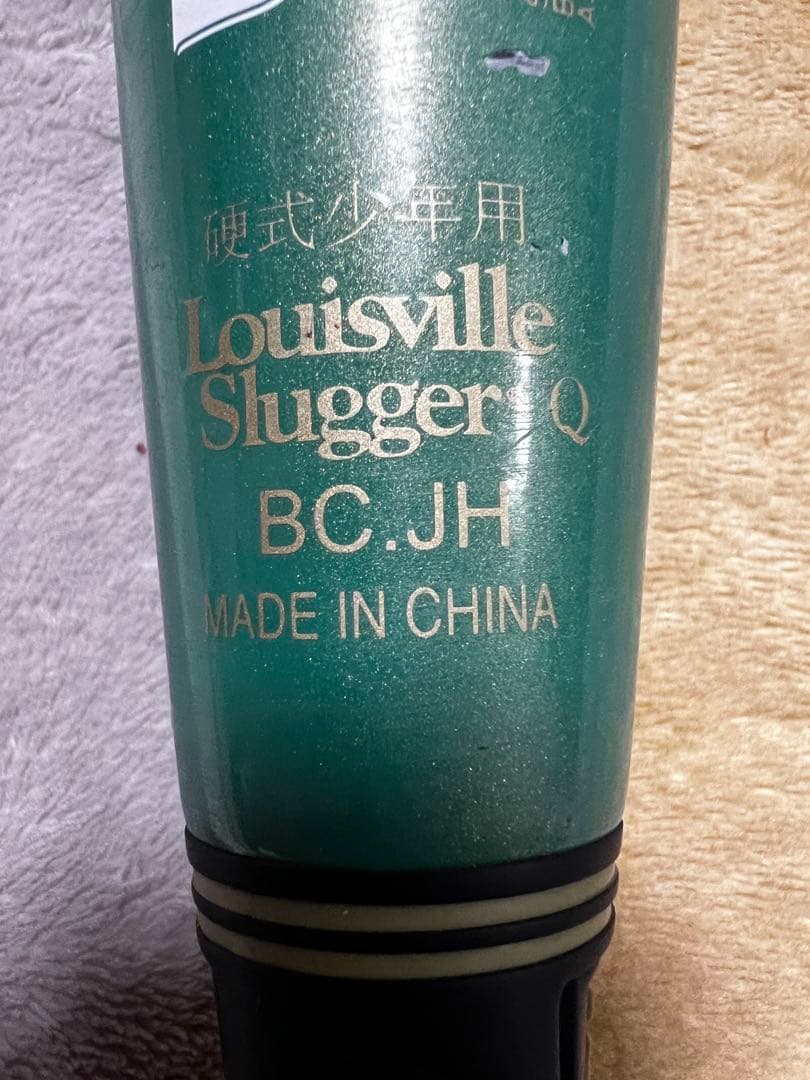 硬式少年用
Louisville
Slugger Q
BC.JH
MADE IN CHINA